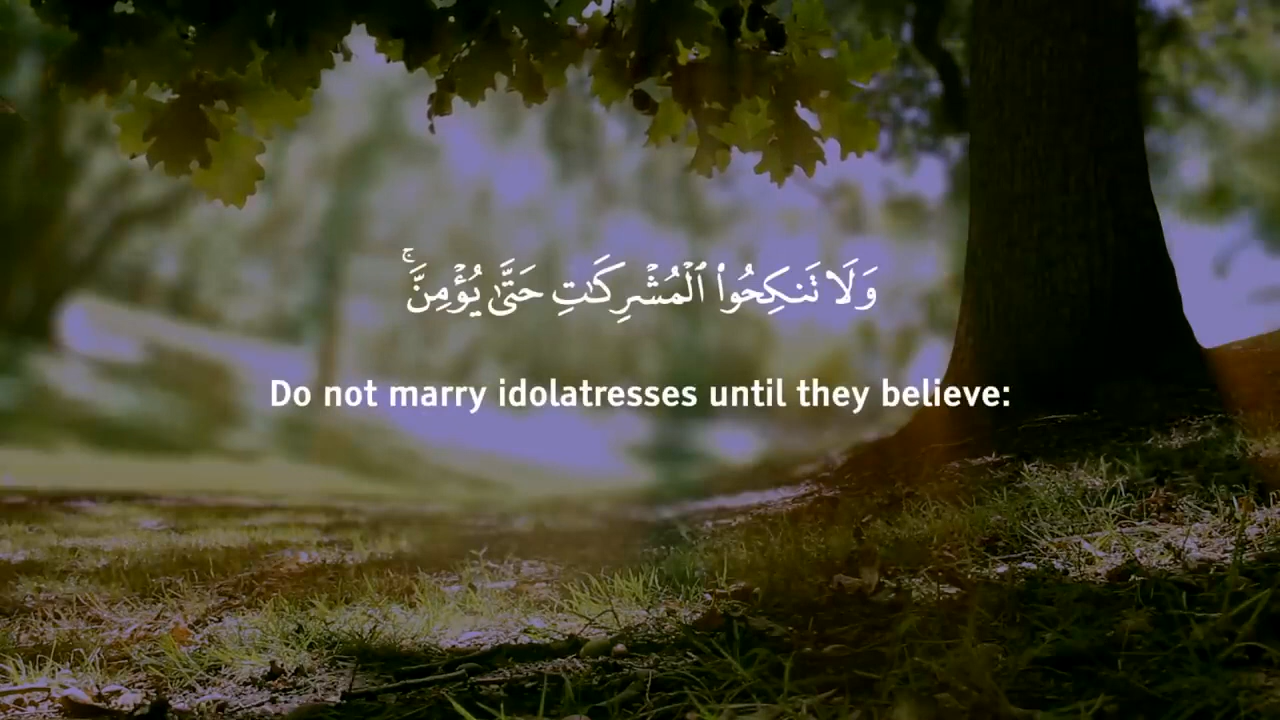 وَلَا تَنكِحُوا۟ ٱلْمُشْرِكَـٰتِ حَتَّىٰ يُؤْمِنَّ ۚ
Do not marry idolatresses until they believe: